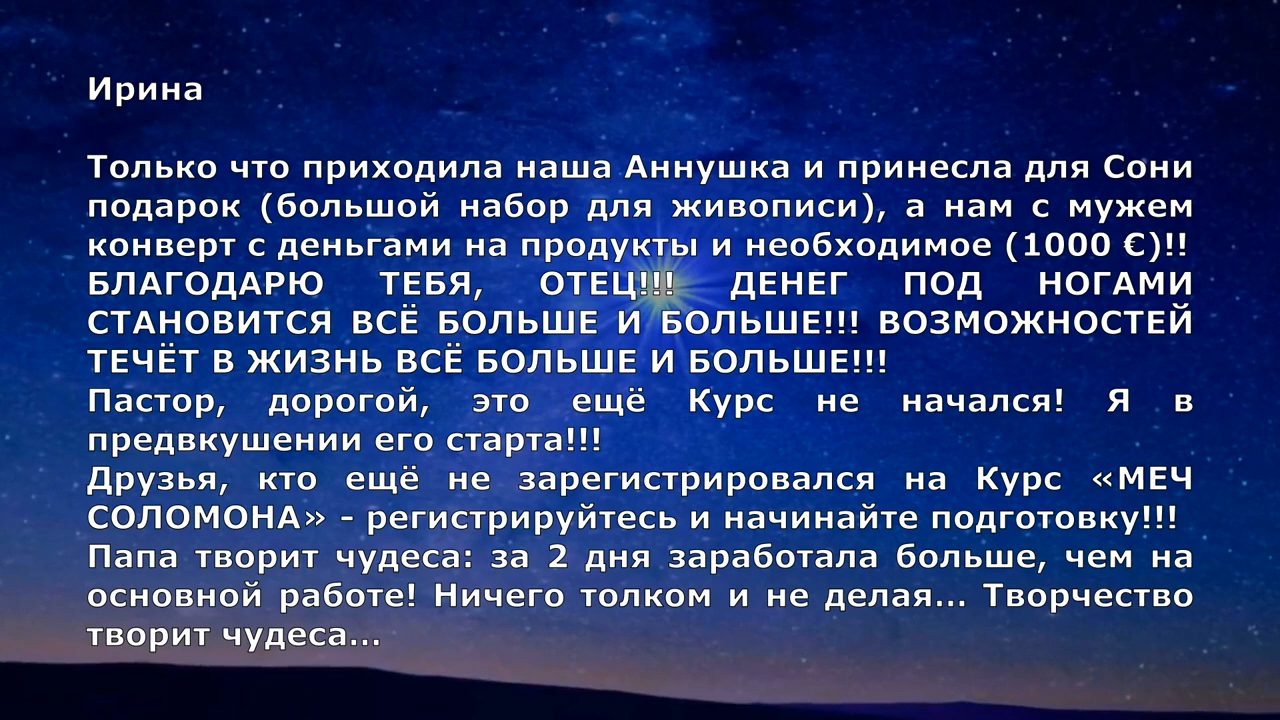 Ирина
Только что приходила наша Аннушка и принесла для Сони
подарок (большой набор для живописи), а нам с мужем
конверт с деньгами на продукты и необходимое (1000 €)!!
БЛАГОДАРЮ ТЕБЯ, ОТЕЦ!!! ДЕНЕГ ПОД НОГАМИ
СТАНОВИТСЯ ВСЁ БОЛЬШЕ И БОЛЬШЕ!!! ВОЗМОЖНОСТЕЙ
ТЕЧЁТ В ЖИЗНЬ ВСЁ БОЛЬШЕ И БОЛЬШЕ!!!
Пастор, дорогой, это ещё Курс не начался! Я в
предвкушении его старта!!!
Друзья, кто ещё не зарегистрировался на Курс «МЕЧ
СОЛОМОНА» - регистрируйтесь и начинайте подготовку!!!
Папа творит чудеса: за 2 дня заработала больше, чем на
основной работе! Ничего толком и не делая... Творчество
творит чудеса...